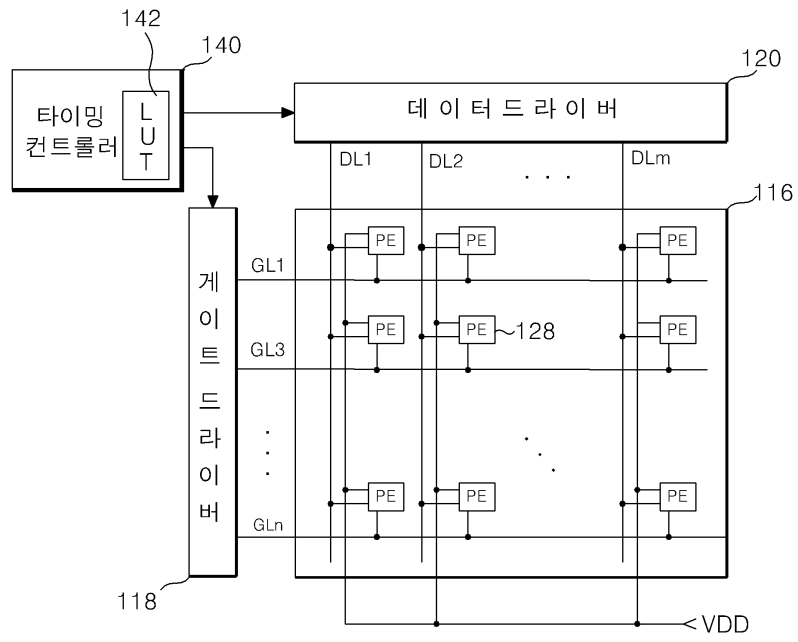 142
140
120
타이밍
컨트롤러
LUT
데이터드라이버
DL1
DL2
DLm
. . .
116
게이트 드라이버
GL1
PE
PE
PE
GL3
PE
PE
128
PE
GLn
PE
PE
PE
118
VDD